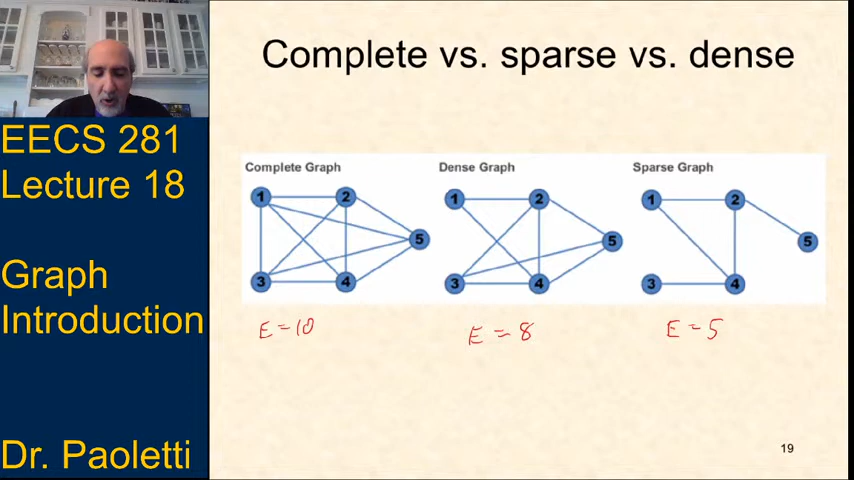 Complete vs. sparse vs. dense
EECS 281
Lecture 18
Graph
Introduction
Dr. Paoletti
Complete Graph
1
2
5
3
4
E=10
Dense Graph
1
2
5
3
4
E=8
Sparse Graph
1
2
5
3
4
E=5
19